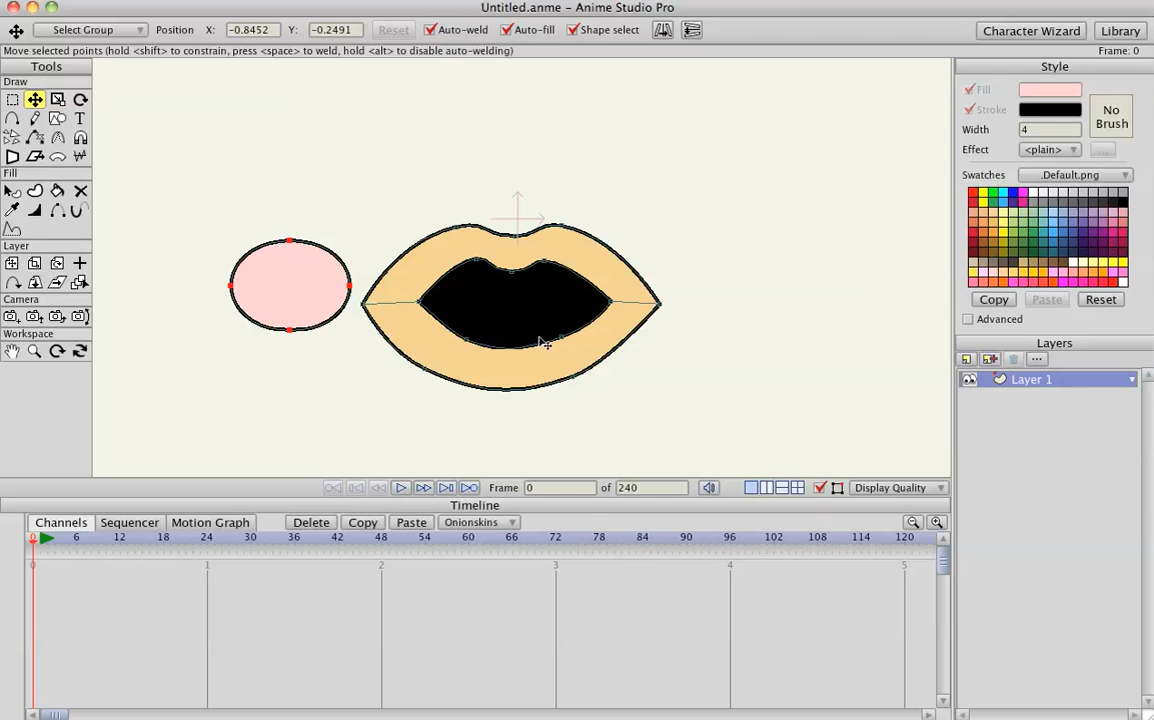 Untitled.anme - Anime Studio Pro
Select Group Position X: -0.8452 Y: -0.2491 Reset Auto-weld Auto-fill Shape select Character Wizard Library
Move selected points (hold <shift> to constrain, press <space> to weld, hold <alt> to disable auto-welding) Frame: 0
Tools
Draw
Fill
Layer
Camera
Workspace
Style
Fill
Stroke
No Brush
Width 4
Effect <plain> ...
Swatches .Default.png
Copy Paste Reset
Advanced
Layers
Layer 1
Frame 0 of 240 Display Quality
Timeline
Channels Sequencer Motion Graph Delete Copy Paste Onionskins
0 6 12 18 24 30 36 42 48 54 60 66 72 78 84 90 96 102 108 114 120
0 1 2 3 4 5